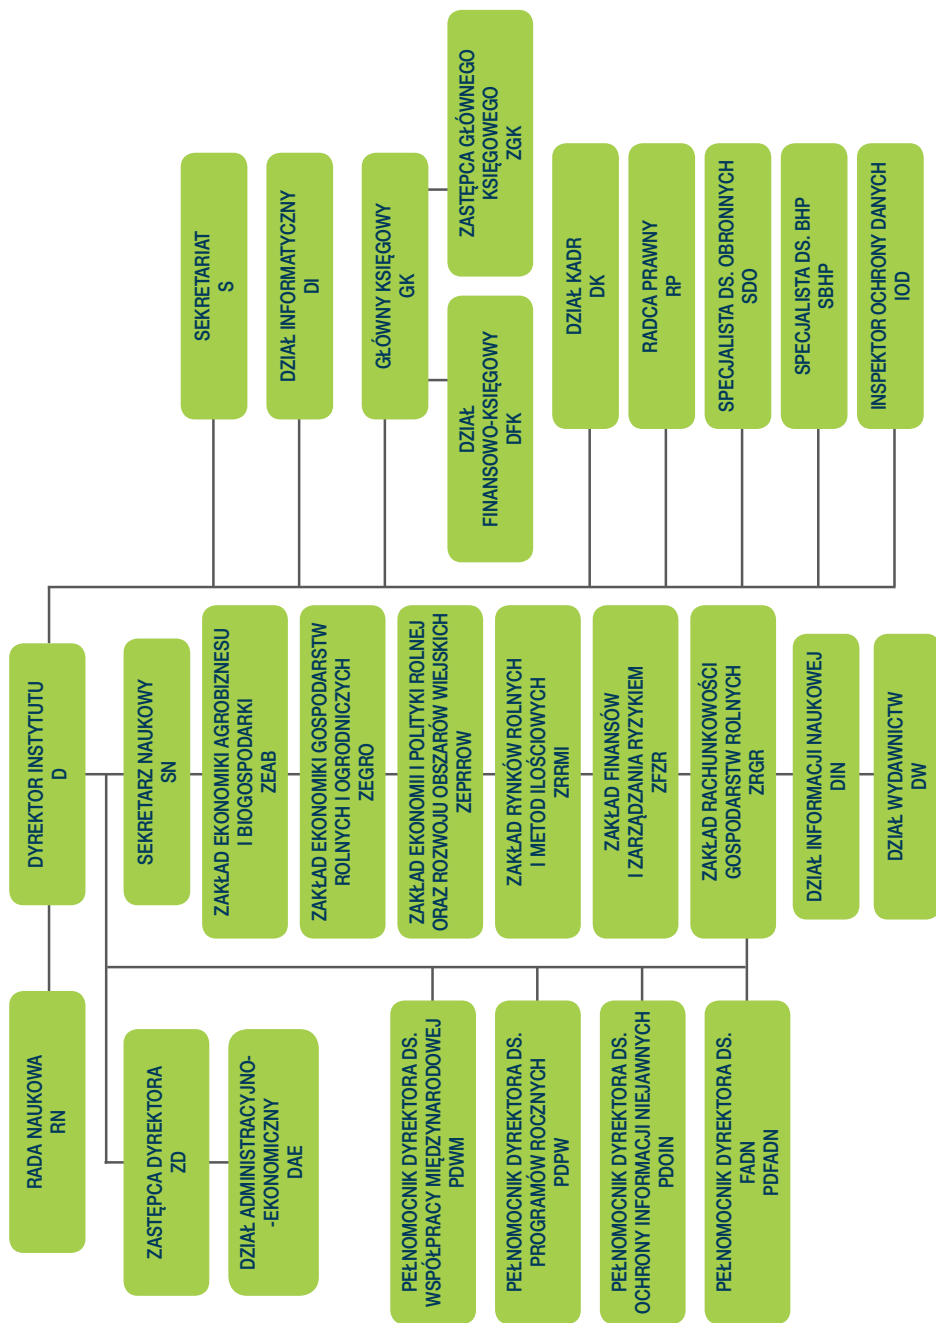 RADA NAUKOWA
RN
DYREKTOR INSTYTUTU
D
ZASTĘPCA DYREKTORA
ZD
DZIAŁ ADMINISTRACYJNO-
-EKONOMICZNY
DAE
PEŁNOMOCNIK DYREKTORA DS.
WSPÓŁPRACY MIĘDZYNARODOWEJ
PDWM
PEŁNOMOCNIK DYREKTORA DS.
PROGRAMÓW ROCZNYCH
PDPW
PEŁNOMOCNIK DYREKTORA DS.
OCHRONY INFORMACJI NIEJAWNYCH
PDOIN
PEŁNOMOCNIK DYREKTORA DS.
FADN
PDFADN
SEKRETARZ NAUKOWY
SN
ZAKŁAD EKONOMIKI AGROBIZNESU
I BIOGOSPODARKI
ZEAB
ZAKŁAD EKONOMIKI GOSPODARSTW
ROLNYCH I OGRODNICZYCH
ZEGRO
ZAKŁAD EKONOMII I POLITYKI ROLNEJ
ORAZ ROZWOJU OBSZARÓW WIEJSKICH
ZEPRROW
ZAKŁAD RYNKÓW ROLNYCH
I METOD ILOŚCIOWYCH
ZRRMI
ZAKŁAD FINANSÓW
I ZARZĄDZANIA RYZYKIEM
ZFZR
ZAKŁAD RACHUNKOWOŚCI
GOSPODARSTW ROLNYCH
ZRGR
DZIAŁ INFORMACJI NAUKOWEJ
DIN
DZIAŁ WYDAWNICTW
DW
SEKRETARIAT
S
DZIAŁ INFORMATYCZNY
DI
GŁÓWNY KSIĘGOWY
GK
DZIAŁ
FINANSOWO-KSIĘGOWY
DFK
ZASTĘPCA GŁÓWNEGO
KSIĘGOWEGO
ZGK
DZIAŁ KADR
DK
RADCA PRAWNY
RP
SPECJALISTA DS. OBRONNYCH
SDO
SPECJALISTA DS. BHP
SBHP
INSPEKTOR OCHRONY DANYCH
IOD